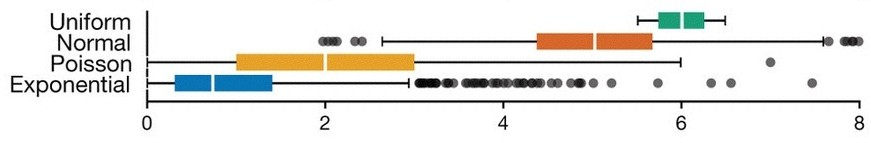 Uniform
Normal
Poisson
Exponential
0 2 4 6 8